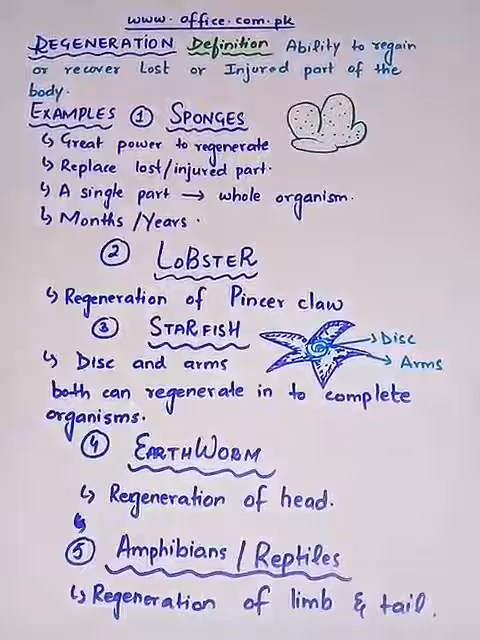 www.office.com.pk
REGENERATION Definition Ability to regain
or recover Lost or Injured part of the
body.
EXAMPLES ① SPONGES
↳ Great power to regenerate
↳ Replace lost/injured part.
↳ A single part → whole organism.
↳ Months/Years.
② LOBSTER
↳ Regeneration of Pincer claw
③ STARFISH
Disc
↳ Disc and arms
Arms
both can regenerate in to complete
organisms.
④ EARTHWORM
↳ Regeneration of head.
⑤ Amphibians / Reptiles
↳ Regeneration of limb & tail.